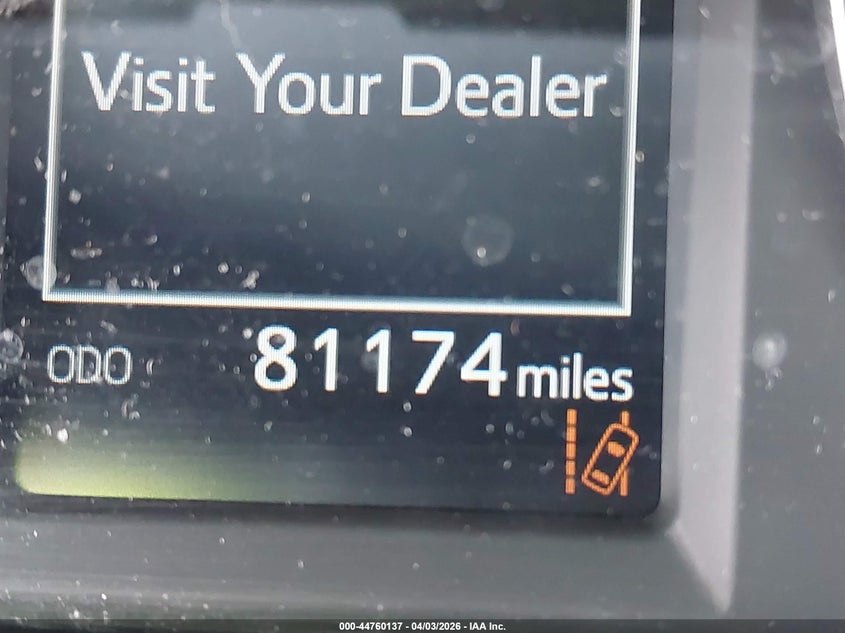 Visit Your Dealer
ODO 81174 miles
000-44760137 - 04/03/2026 - IAA Inc.